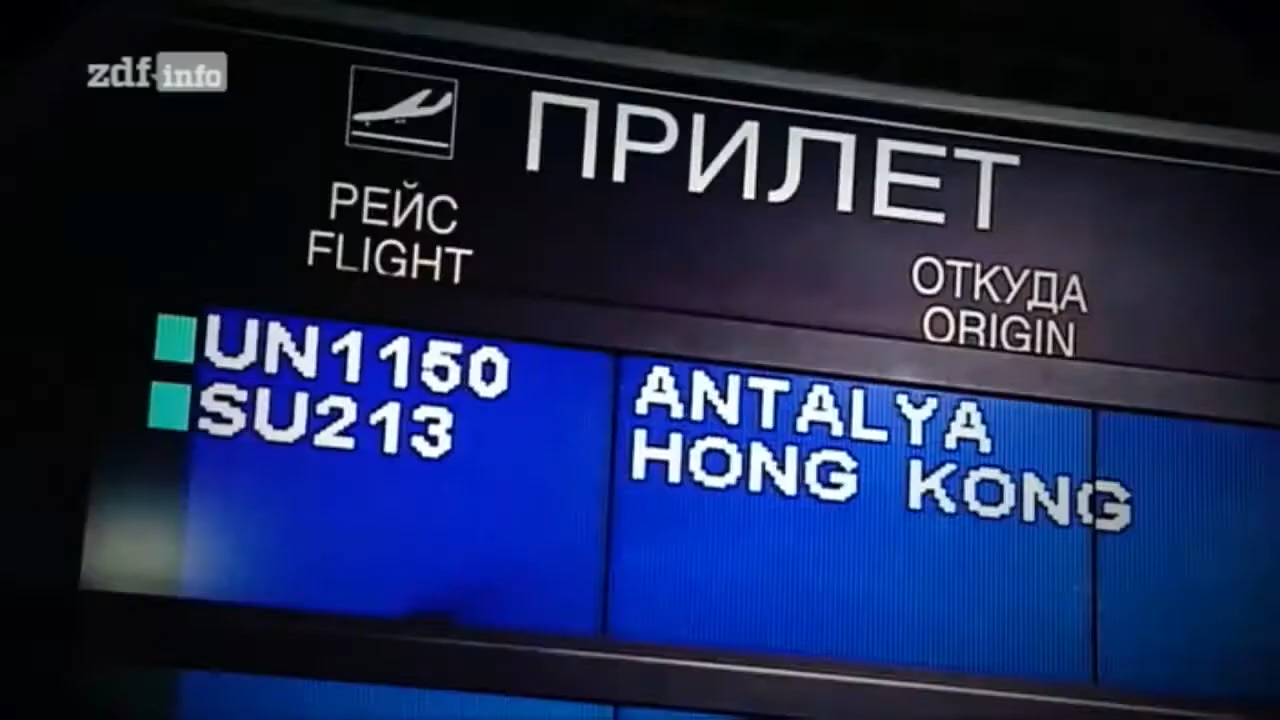 zdf info
ПРИЛЕТ
РЕЙС
FLIGHT
ОТКУДА
ORIGIN
UN1150 ANTALYA
SU213 HONG KONG